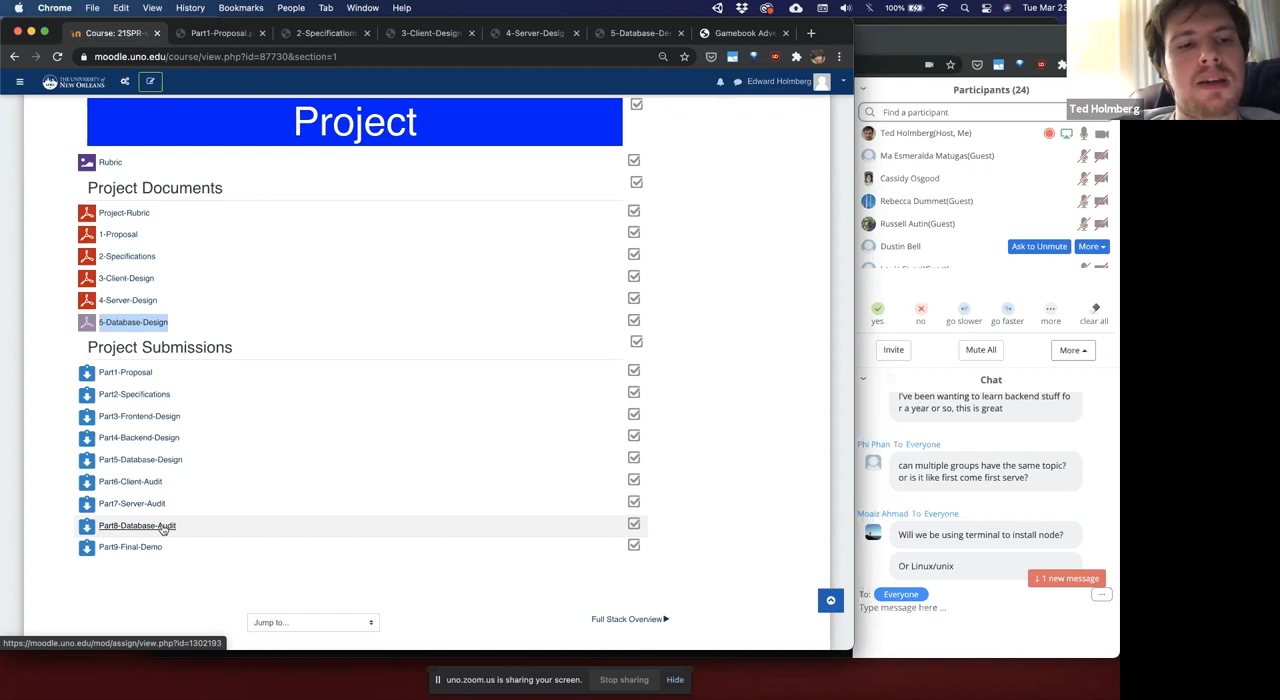 Chrome File Edit View History Bookmarks People Tab Window Help
100% Tue Mar 23
Course: 21SPR- Part1-Proposal.p 2-Specification 3-Client-Design 4-Server-Desig 5-Database-De Gamebook Adve
moodle.uno.edu/course/view.php?id=87730&section=1
THE UNIVERSITY of
NEW ORLEANS
Edward Holmberg
Project
Rubric
Project Documents
Project-Rubric
1-Proposal
2-Specifications
3-Client-Design
4-Server-Design
5-Database-Design
Project Submissions
Part1-Proposal
Part2-Specifications
Part3-Frontend-Design
Part4-Backend-Design
Part5-Database-Design
Part6-Client-Audit
Part7-Server-Audit
Part8-Database-Audit
Part9-Final-Demo
Jump to...
Full Stack Overview
https://moodle.uno.edu/mod/assign/view.php?id=1302193
uno.zoom.us is sharing your screen. Stop sharing Hide
Ted Holmberg
Participants (24)
Find a participant
Ted Holmberg(Host, Me)
Ma Esmeralda Matugas(Guest)
Cassidy Osgood
Rebecca Dummet(Guest)
Russell Autin(Guest)
Dustin Bell Ask to Unmute More
yes no go slower go faster more clear all
Invite Mute All More
Chat
I've been wanting to learn backend stuff fo
r a year or so, this is great
Phi Phan To Everyone
can multiple groups have the same topic?
or is it like first come first serve?
Moaiz Ahmad To Everyone
Will we be using terminal to install node?
Or Linux/unix
↓ 1 new message
To: Everyone
Type message here ...